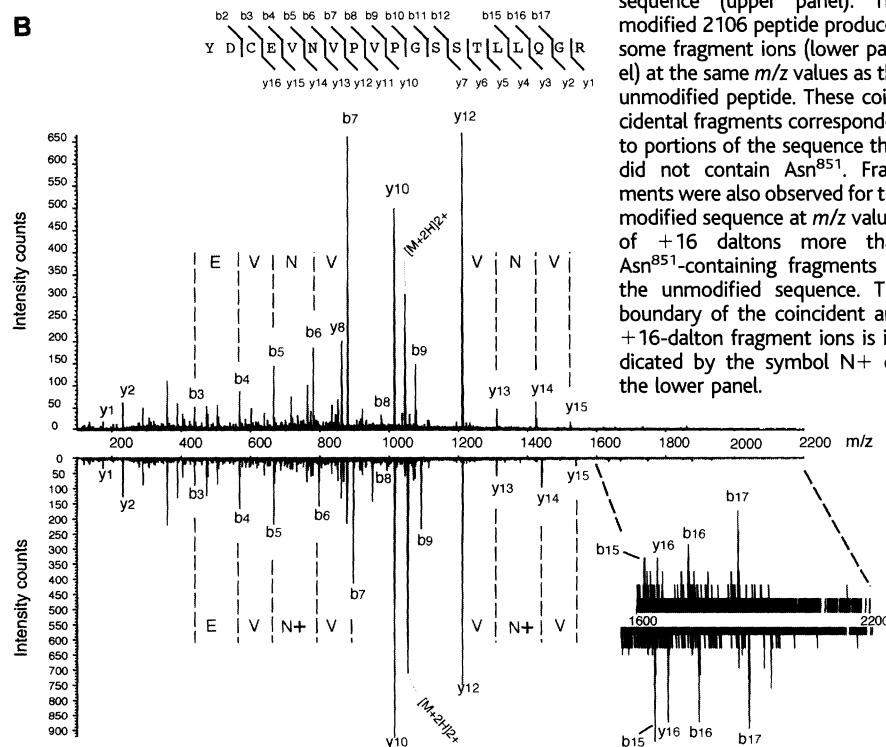 B
b2 b3 b4 b5 b6 b7 b8 b9 b10 b11 b12 b15 b16 b17
Y D C E V N V P V P G S S T L L Q G R
y16 y15 y14 y13 y12 y11 y10 y7 y6 y5 y4 y3 y2 y1
sequence (upper panel).
modified 2106 peptide produce
some fragment ions (lower pa
el) at the same m/z values as th
unmodified peptide. These coi
cidental fragments correspond
to portions of the sequence th
did not contain Asn851. Fra
ments were also observed for t
modified sequence at m/z valu
of +16 daltons more tha
Asn851-containing fragments
the unmodified sequence. T
boundary of the coincident a
+16-dalton fragment ions is i
dicated by the symbol N+ o
the lower panel.
Intensity counts
650
600
550
500
450
400
350
300
250
200
150
100
50
0
b7
y12
y10
[M+2H]2+
E V N V
V N V
y1
y2
b3
b4
b5
b6
y8
b8
b9
y13
y14
y15
200 400 600 800 1000 1200 1400 1600 1800 2000 2200 m/z
Intensity counts
0
50
100
150
200
250
300
350
400
450
500
550
600
650
700
750
800
850
900
y1
y2
b3
b4
b5
b6
b7
b8
b9
y13
y14
y15
E V N+ V
V N+ V
y12
[M+2H]2+
y10
b15
y16
b16
b17
1600
2200
b15
y16
b16
b17